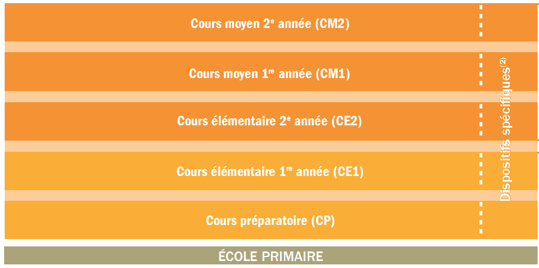 Cours moyen 2e année (CM2)
Cours moyen 1re année (CM1)
Cours élémentaire 2e année (CE2)
Cours élémentaire 1re année (CE1)
Cours préparatoire (CP)
Dispositifs spécifiques(2)
ÉCOLE PRIMAIRE